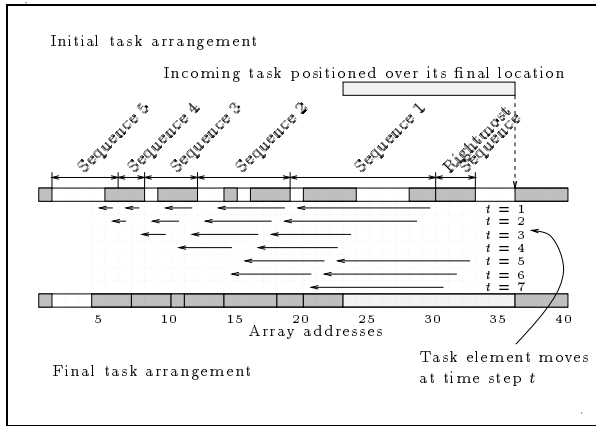 Initial task arrangement
Incoming task positioned over its final location
Sequence 5
Sequence 4
Sequence 3
Sequence 2
Sequence 1
Rightmost
Sequence
t = 1
t = 2
t = 3
t = 4
t = 5
t = 6
t = 7
5 10 15 20 25 30 35 40
Array addresses
Task element moves
at time step t
Final task arrangement